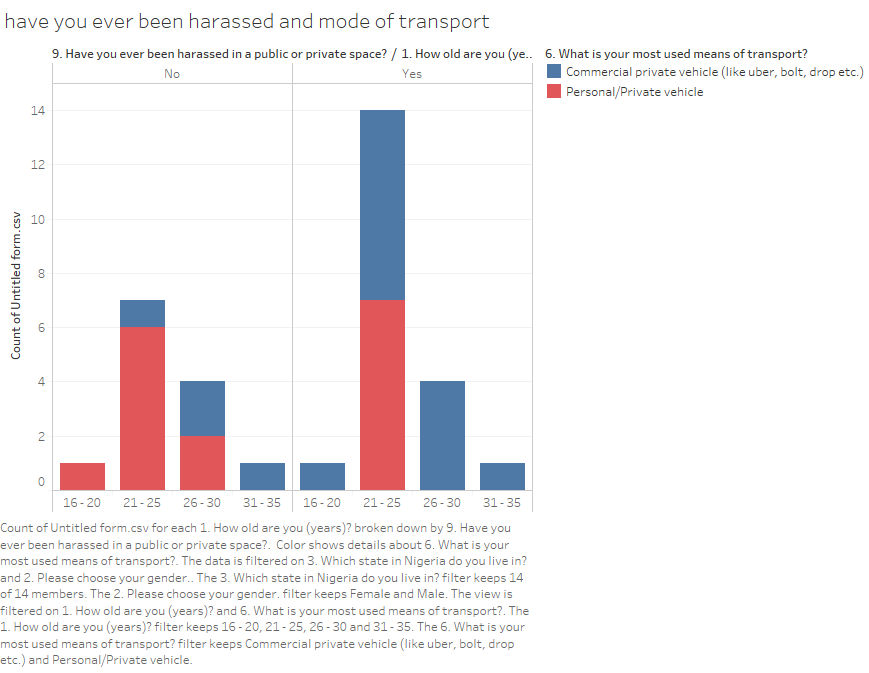 have you ever been harassed and mode of transport
9. Have you ever been harassed in a public or private space? / 1. How old are you (ye..
No
Yes
Count of Untitled form.csv
14
12
10
8
6
4
2
0
16 - 20
21 - 25
26 - 30
31 - 35
16 - 20
21 - 25
26 - 30
31 - 35
6. What is your most used means of transport?
Commercial private vehicle (like uber, bolt, drop etc.)
Personal/Private vehicle
Count of Untitled form.csv for each 1. How old are you (years)? broken down by 9. Have you
ever been harassed in a public or private space?.  Color shows details about 6. What is your
most used means of transport?. The data is filtered on 3. Which state in Nigeria do you live in?
and 2. Please choose your gender.. The 3. Which state in Nigeria do you live in? filter keeps 14
of 14 members. The 2. Please choose your gender. filter keeps Female and Male. The view is
filtered on 1. How old are you (years)? and 6. What is your most used means of transport?. The
1. How old are you (years)? filter keeps 16 - 20, 21 - 25, 26 - 30 and 31 - 35. The 6. What is your
most used means of transport? filter keeps Commercial private vehicle (like uber, bolt, drop
etc.) and Personal/Private vehicle.